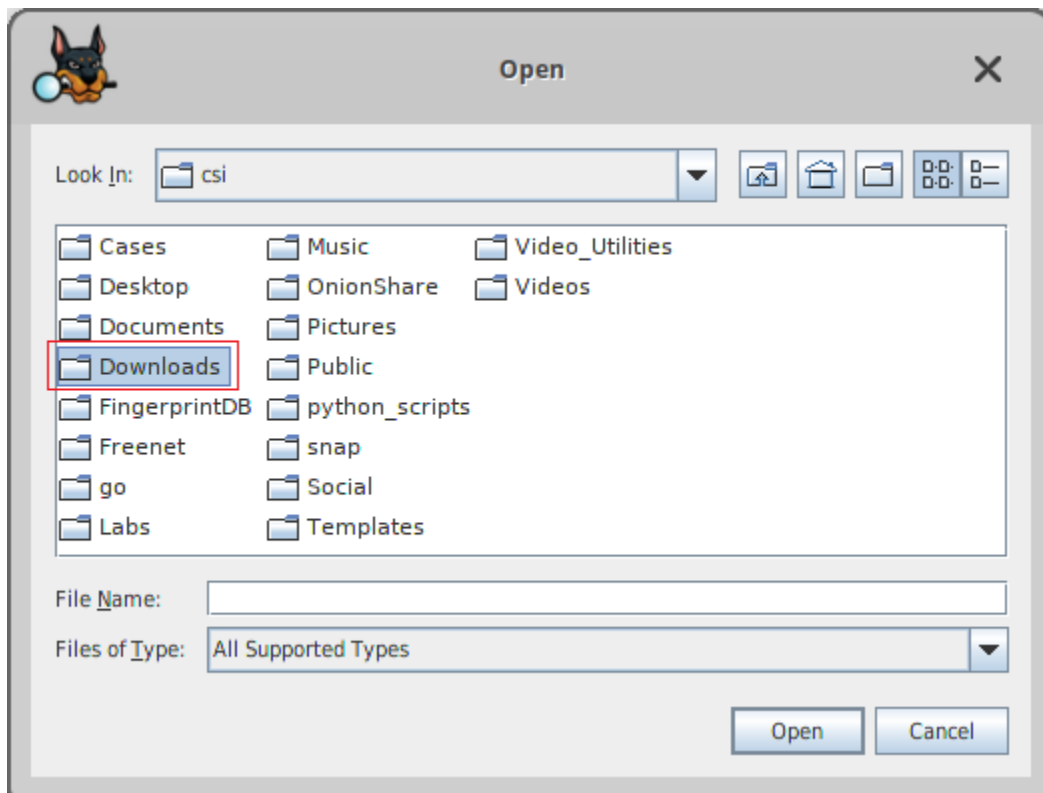 Open
Look In: csi
Cases Music Video_Utilities
Desktop OnionShare Videos
Documents Pictures
Downloads Public
FingerprintDB python_scripts
Freenet snap
go Social
Labs Templates
File Name:
Files of Type: All Supported Types
Open Cancel